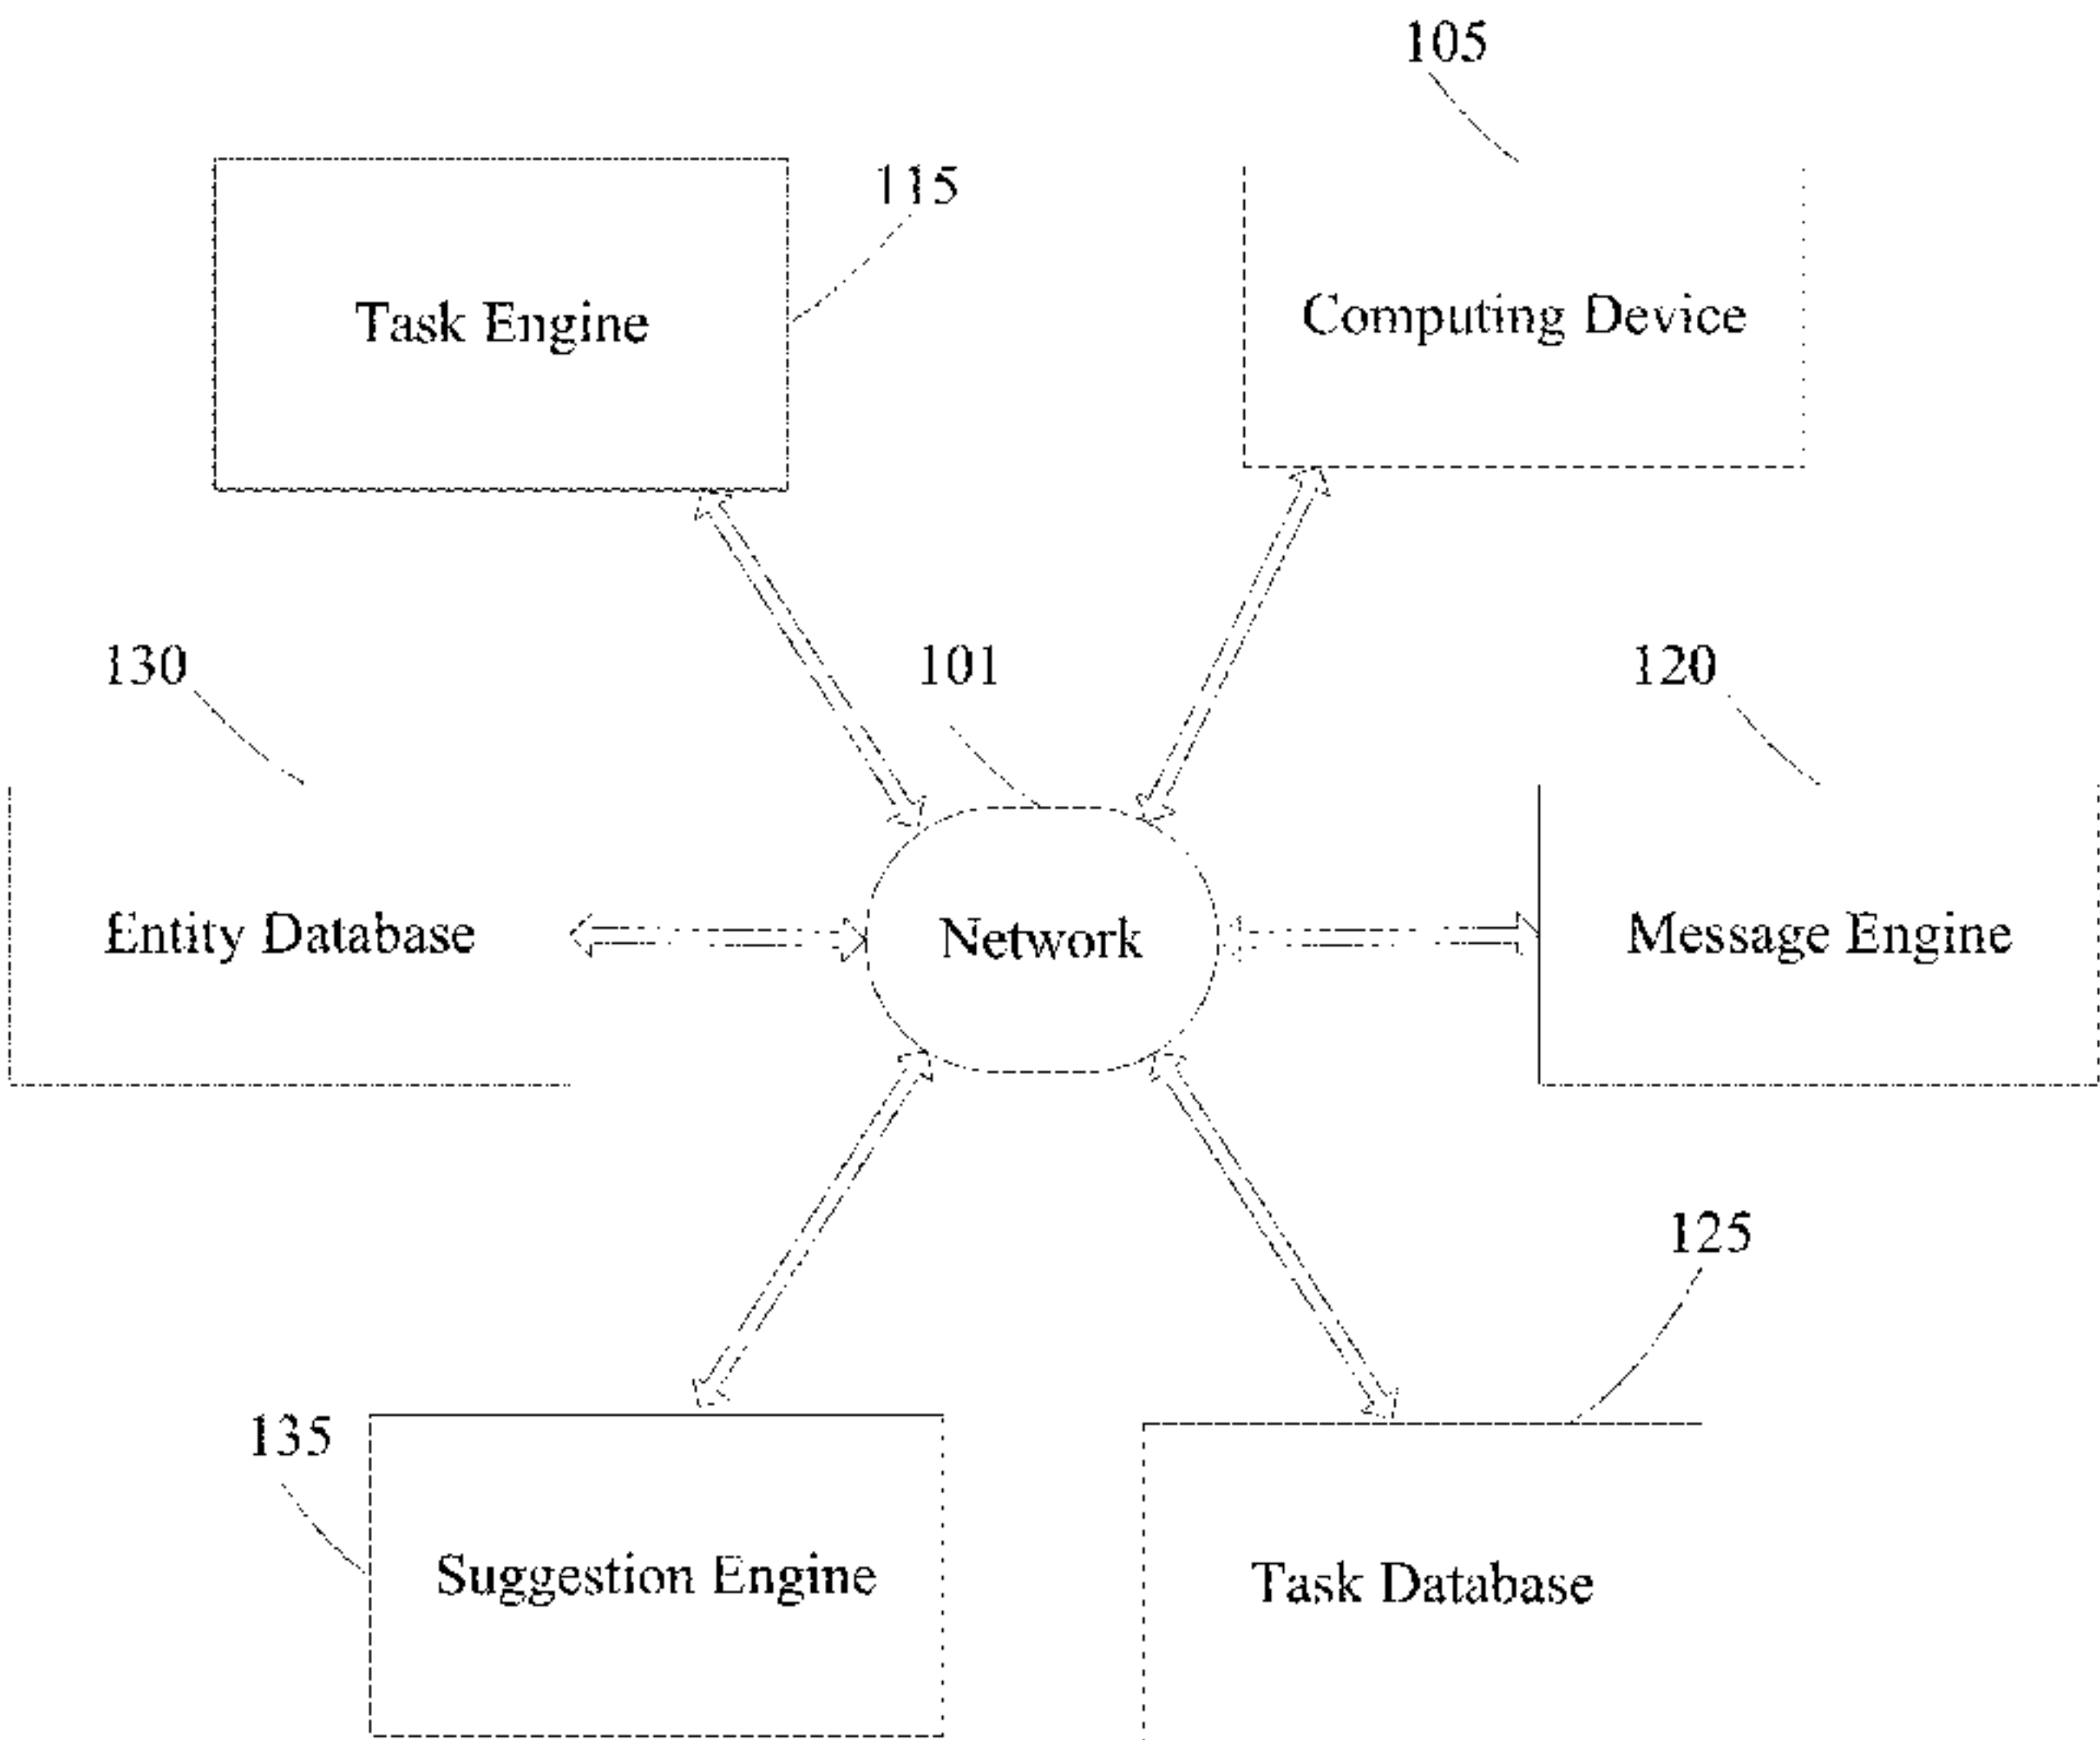 105
115
Task Engine
Computing Device
130
101
120
Entity Database
Network
Message Engine
125
135
Suggestion Engine
Task Database